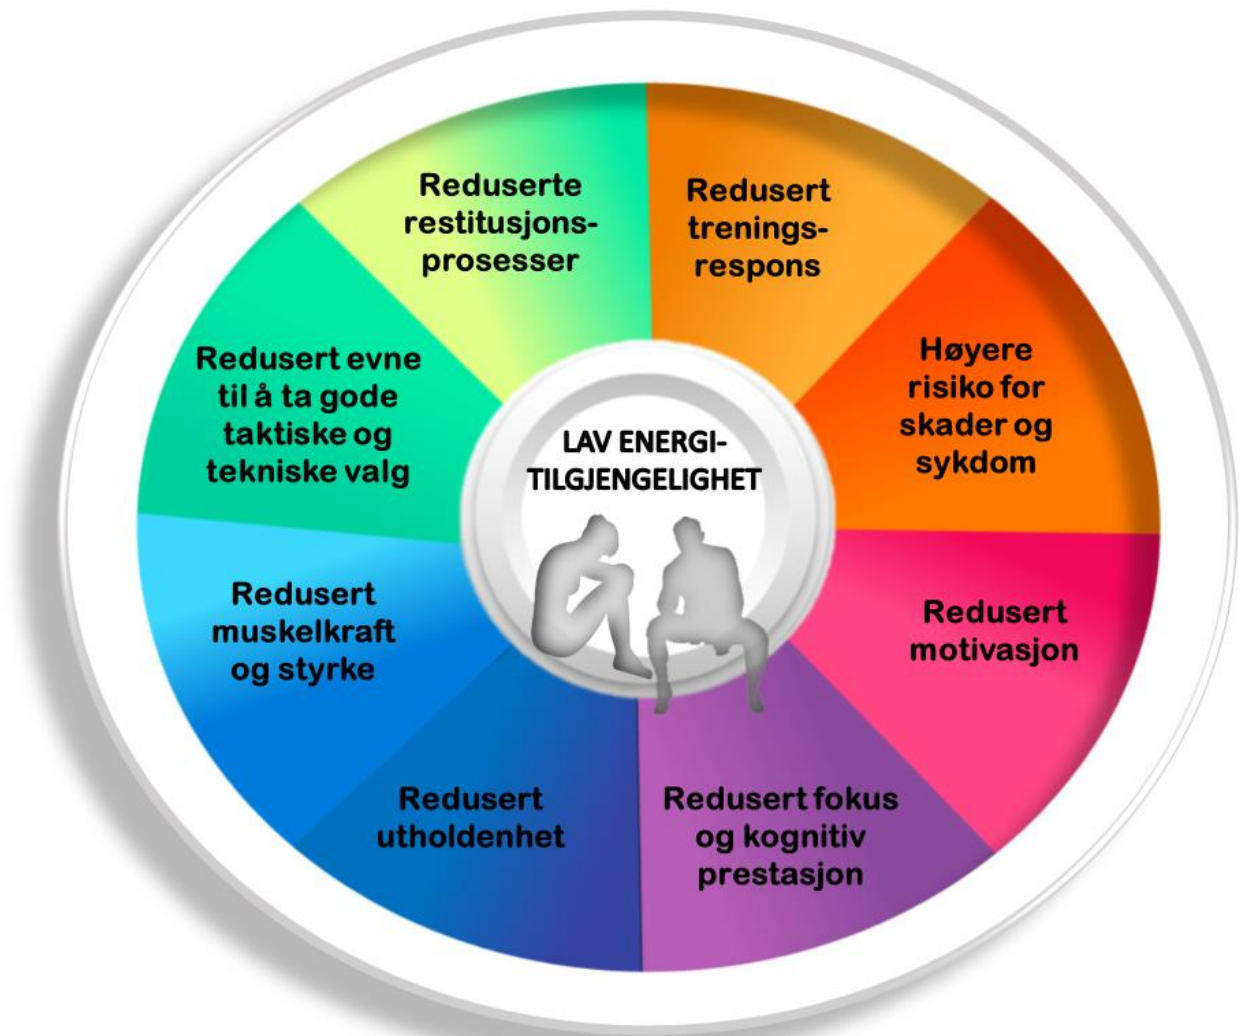 Reduserte
restitusjons-
prosesser
Redusert
trenings-
respons
Høyere
risiko for
skader og
sykdom
Redusert
motivasjon
Redusert fokus
og kognitiv
prestasjon
Redusert
utholdenhet
Redusert
muskelkraft
og styrke
Redusert evne
til å ta gode
taktiske og
tekniske valg
LAV ENERGI-
TILGJENGELIGHET